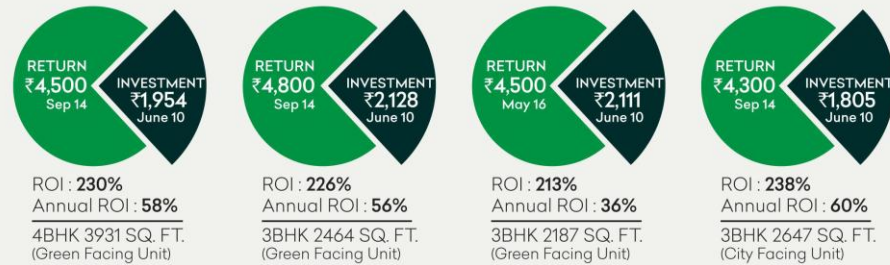 RETURN
₹4,500
Sep 14
INVESTMENT
₹1,954
June 10
ROI : 230%
Annual ROI : 58%
4BHK 3931 SQ. FT.
(Green Facing Unit)
RETURN
₹4,800
Sep 14
INVESTMENT
₹2,128
June 10
ROI : 226%
Annual ROI : 56%
3BHK 2464 SQ. FT.
(Green Facing Unit)
RETURN
₹4,500
May 16
INVESTMENT
₹2,111
June 10
ROI : 213%
Annual ROI : 36%
3BHK 2187 SQ. FT.
(Green Facing Unit)
RETURN
₹4,300
Sep 14
INVESTMENT
₹1,805
June 10
ROI : 238%
Annual ROI : 60%
3BHK 2647 SQ. FT.
(City Facing Unit)